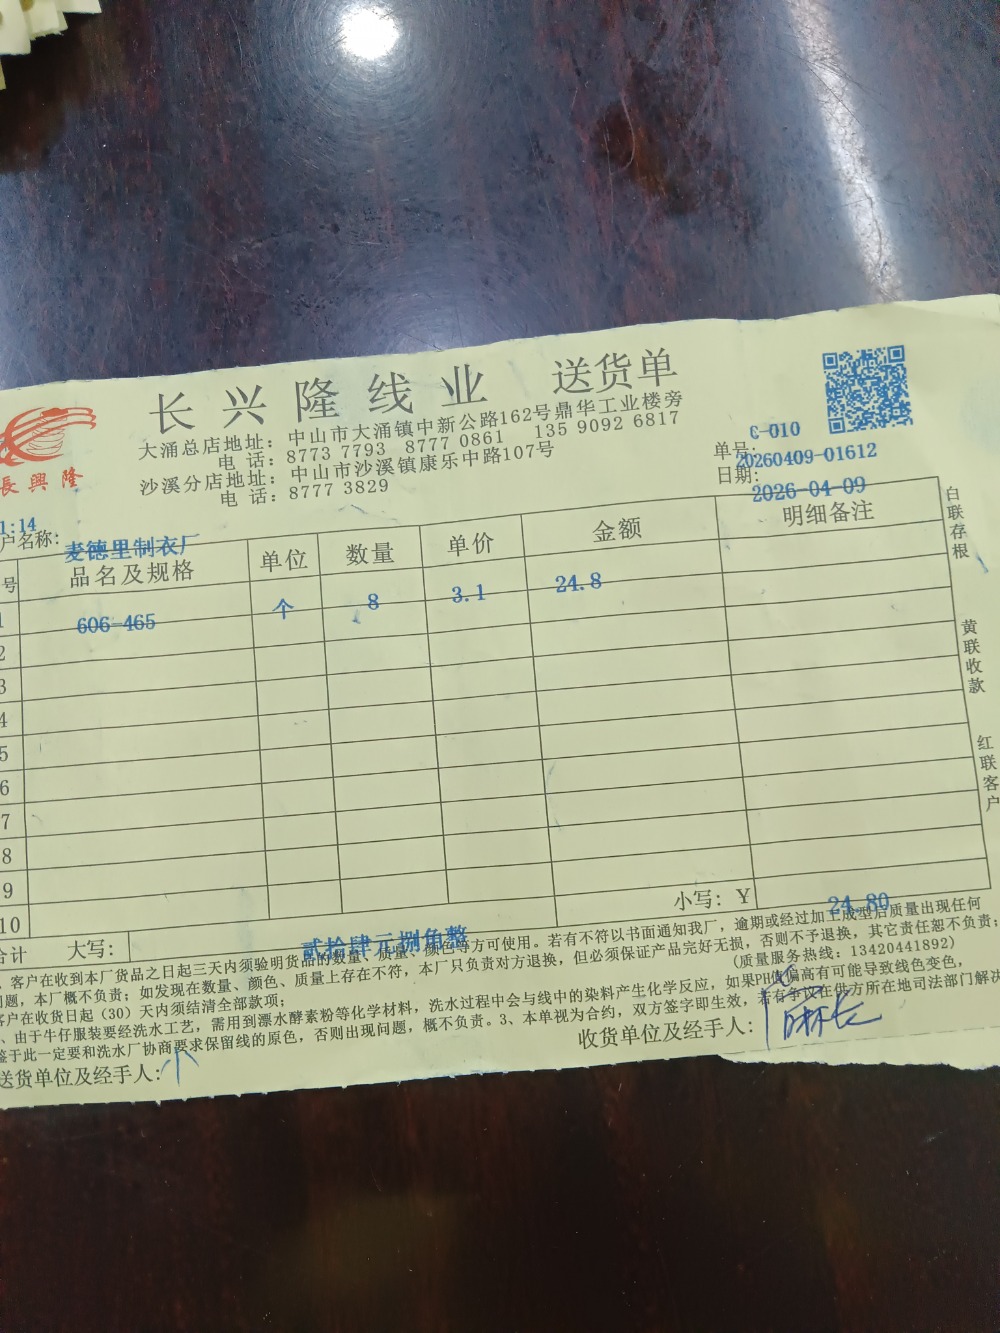 长兴隆线业 送货单
大涌总店地址：中山市大涌镇中新公路162号鼎华工业楼旁
电 话：8773 7793 8777 0861 135 9092 6817
沙溪分店地址：中山市沙溪镇康乐中路107号
电 话：8777 3829
長興隆
C-010
单号：20260409-01612
日期：2026-04-09
1:14
户名称：麦德里制衣厂
号 品名及规格 单位 数量 单价 金额 明细备注
1 606-465 个 8 3.1 24.8
2
3
4
5
6
7
8
9
10
小写：¥ 24.80
合计 大写：贰拾肆元捌角整
白联存根
黄联收款
红联客户
、客户在收到本厂货品之日起三天内须验明货品的数量、质量、颜色等方可使用。若有不符以书面通知我厂，逾期或经过加工成型后质量出现任何
问题，本厂概不负责；如发现在数量、颜色、质量上存在不符，本厂只负责对方退换，但必须保证产品完好无损，否则不予退换，其它责任恕不负责；
客户在收货日起（30）天内须结清全部款项； (质量服务热线：13420441892)
、由于牛仔服装要经洗水工艺，需用到漂水酵素粉等化学材料，洗水过程中会与线中的染料产生化学反应，如果PH值偏高有可能导致线色变色，
鉴于此一定要和洗水厂协商要求保留线的原色，否则出现问题，概不负责。3、本单视为合约，双方签字即生效，若有争议在供方所在地司法部门解决
送货单位及经手人：
收货单位及经手人：